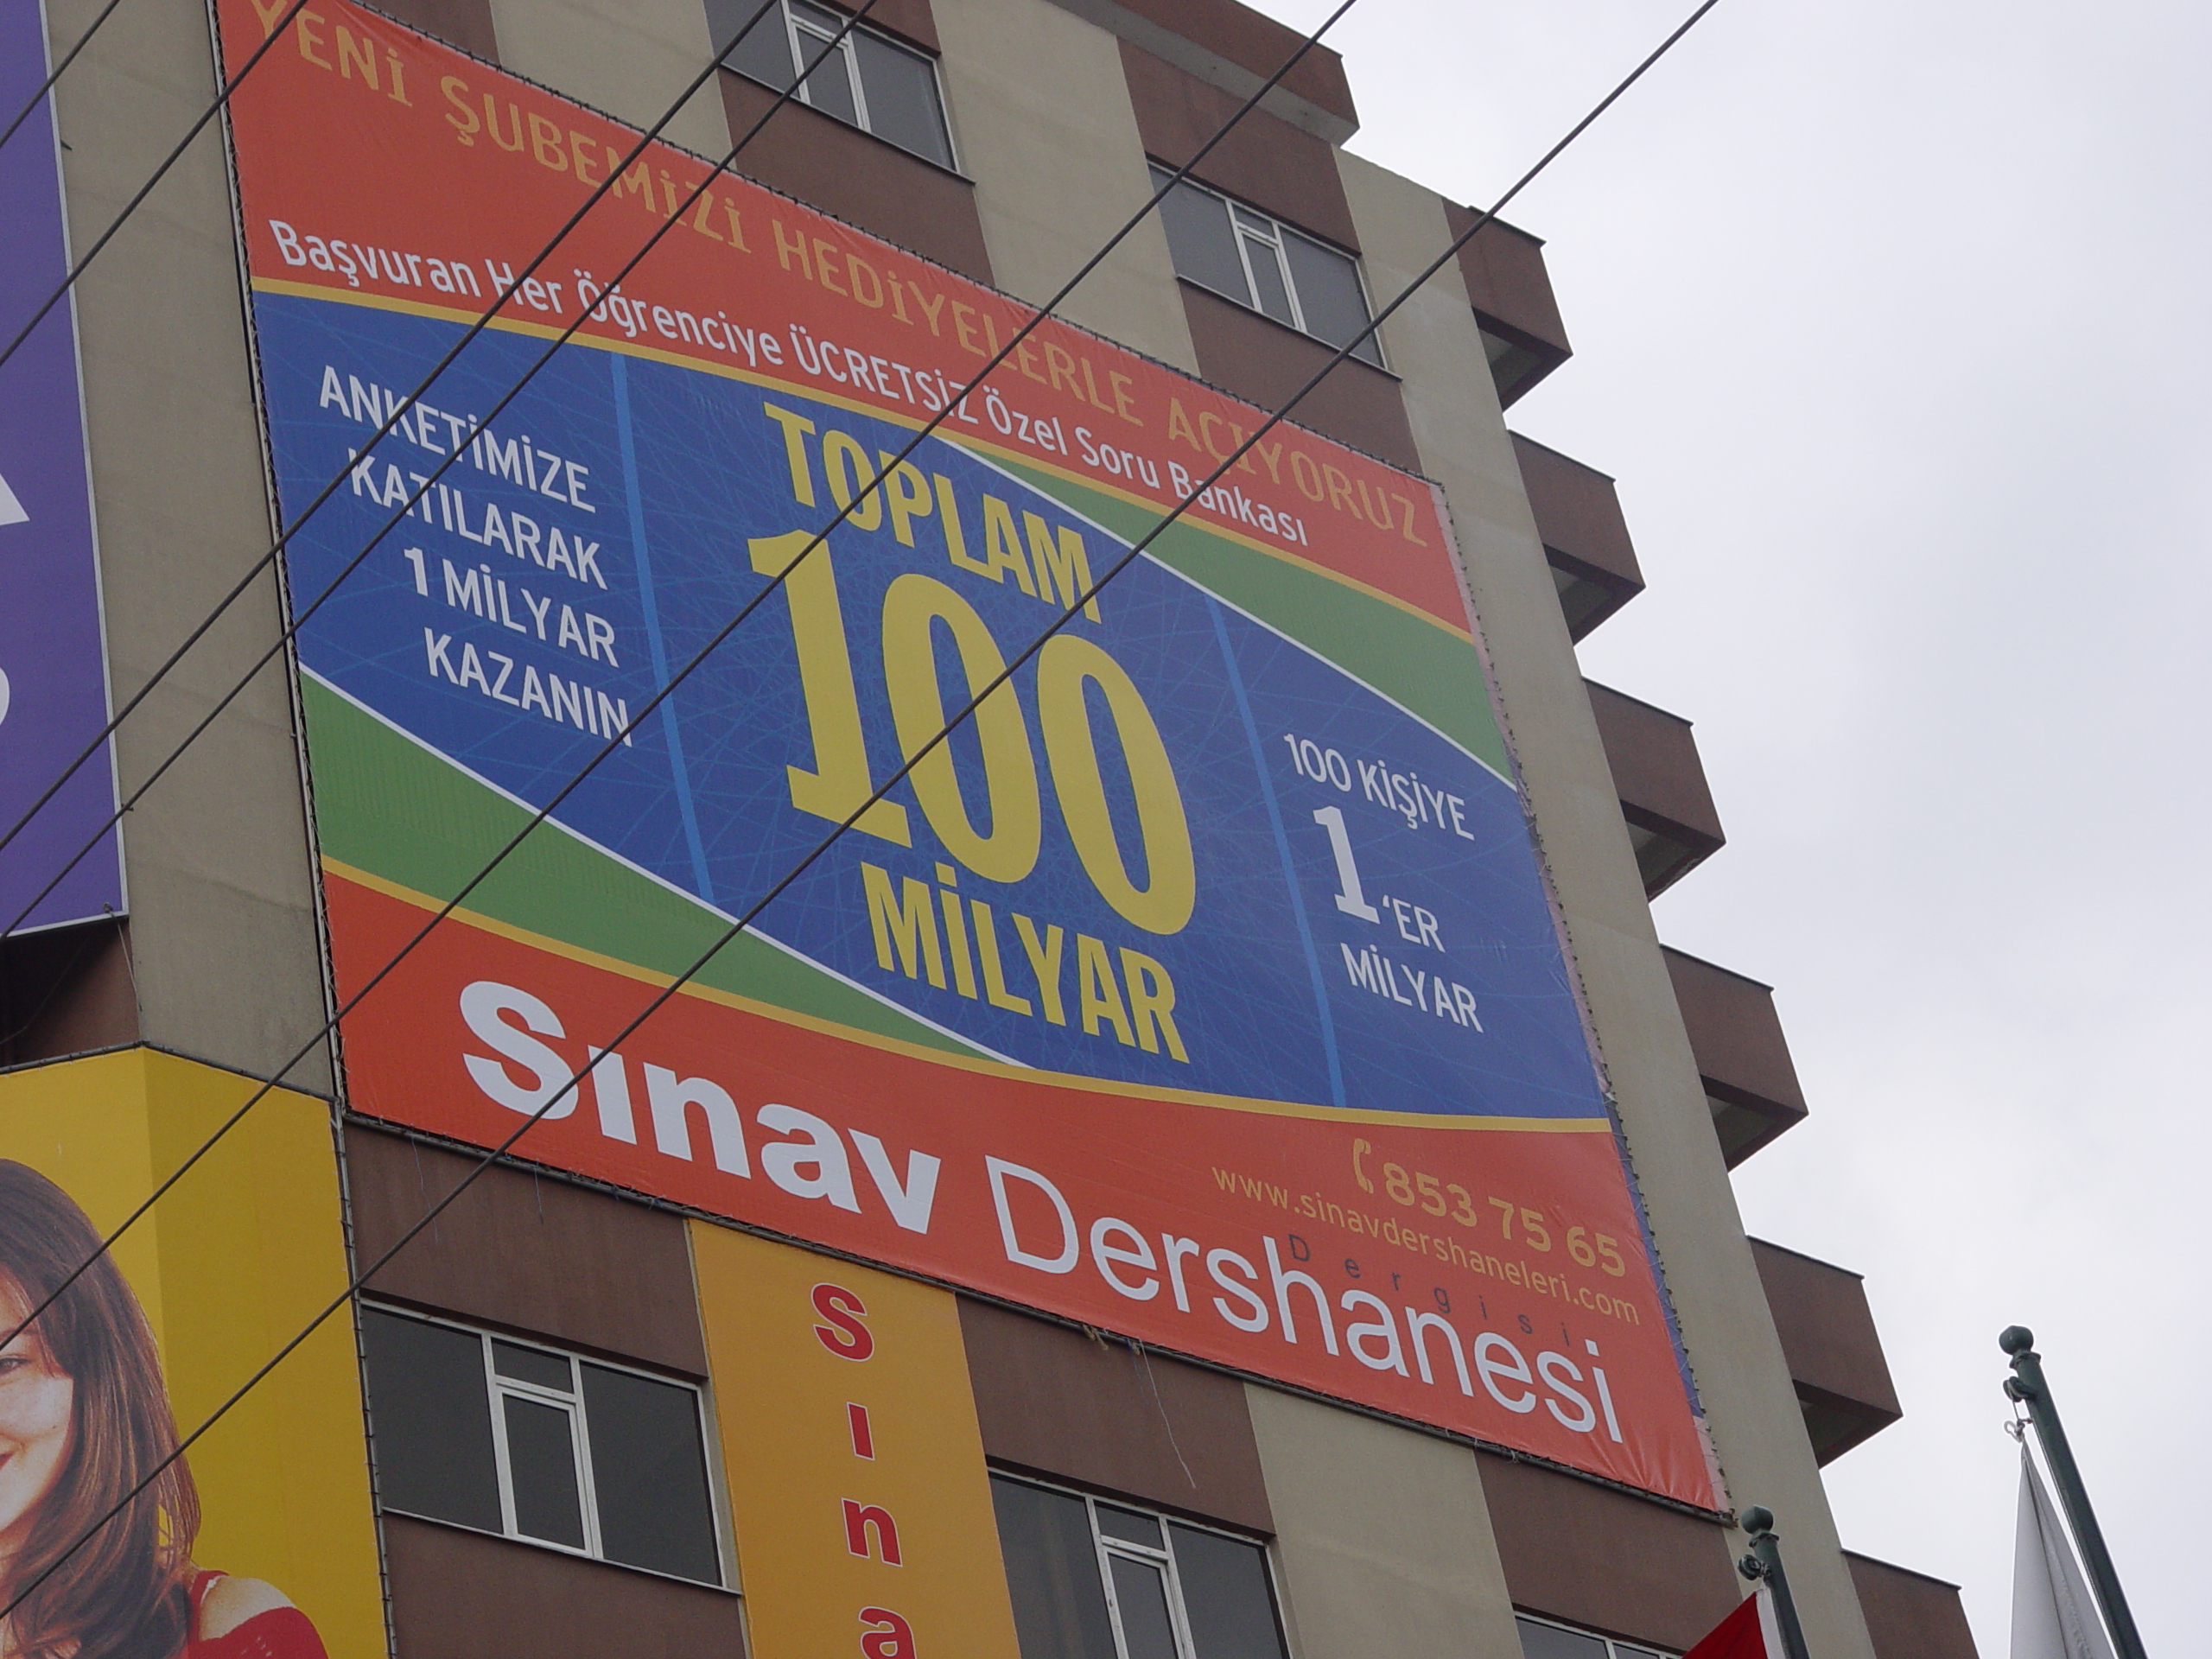 YENİ ŞUBEMİZİ HEDİYELERLE AÇIYORUZ
Başvuran Her Öğrenciye ÜCRETSİZ Özel Soru Bankası
ANKETİMİZE
KATILARAK
1 MİLYAR
KAZANIN
TOPLAM
100
MİLYAR
100 KİŞİYE
1'ER
MİLYAR
853 75 65
www.sinavdershaneleri.com
Dergisi
Sınav Dershanesi
Sına